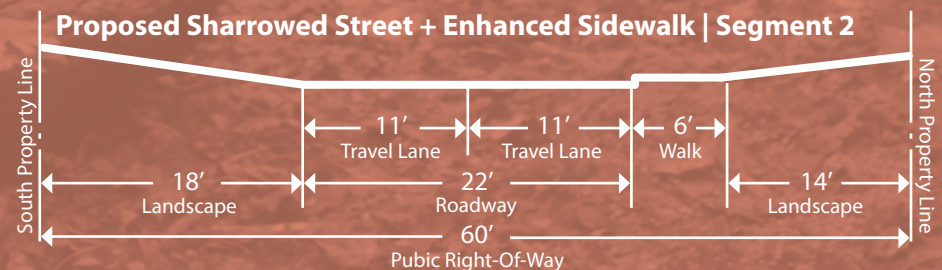 Proposed Sharrowed Street + Enhanced Sidewalk | Segment 2
South Property Line
North Property Line
11’
Travel Lane
11’
Travel Lane
6’
Walk
18’
Landscape
22’
Roadway
14’
Landscape
60’
Pubic Right-Of-Way